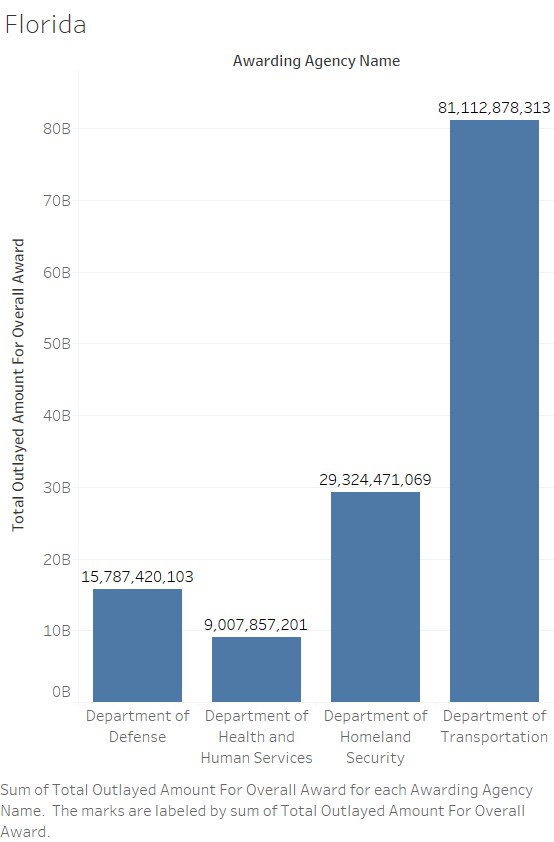 Florida
Awarding Agency Name
Total Outlayed Amount For Overall Award
80B
70B
60B
50B
40B
30B
20B
10B
0B
81,112,878,313
29,324,471,069
15,787,420,103
9,007,857,201
Department of
Defense
Department of
Health and
Human Services
Department of
Homeland
Security
Department of
Transportation
Sum of Total Outlayed Amount For Overall Award for each Awarding Agency
Name.  The marks are labeled by sum of Total Outlayed Amount For Overall
Award.